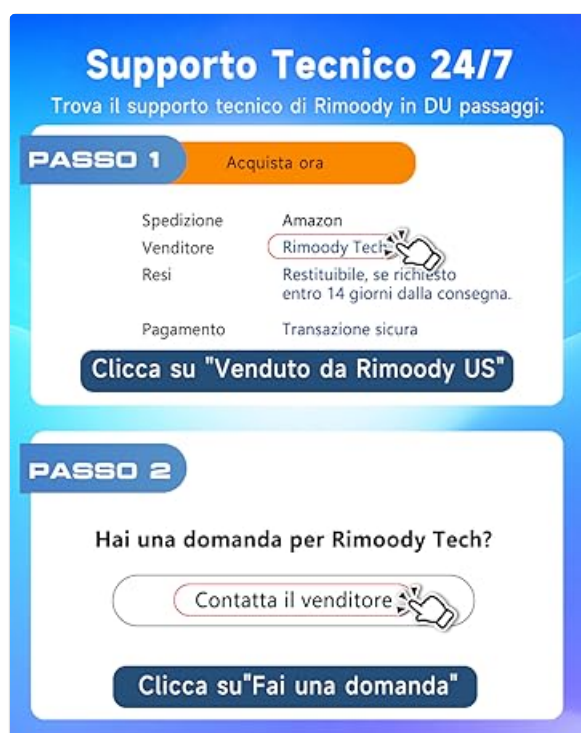 Supporto Tecnico 24/7
Trova il supporto tecnico di Rimoody in DU passaggi:
PASSO 1
Acquista ora
Spedizione Amazon
Venditore Rimoody Tech
Resi Restituibile, se richiesto
entro 14 giorni dalla consegna.
Pagamento Transazione sicura
Clicca su "Venduto da Rimoody US"
PASSO 2
Hai una domanda per Rimoody Tech?
Contatta il venditore
Clicca su"Fai una domanda"